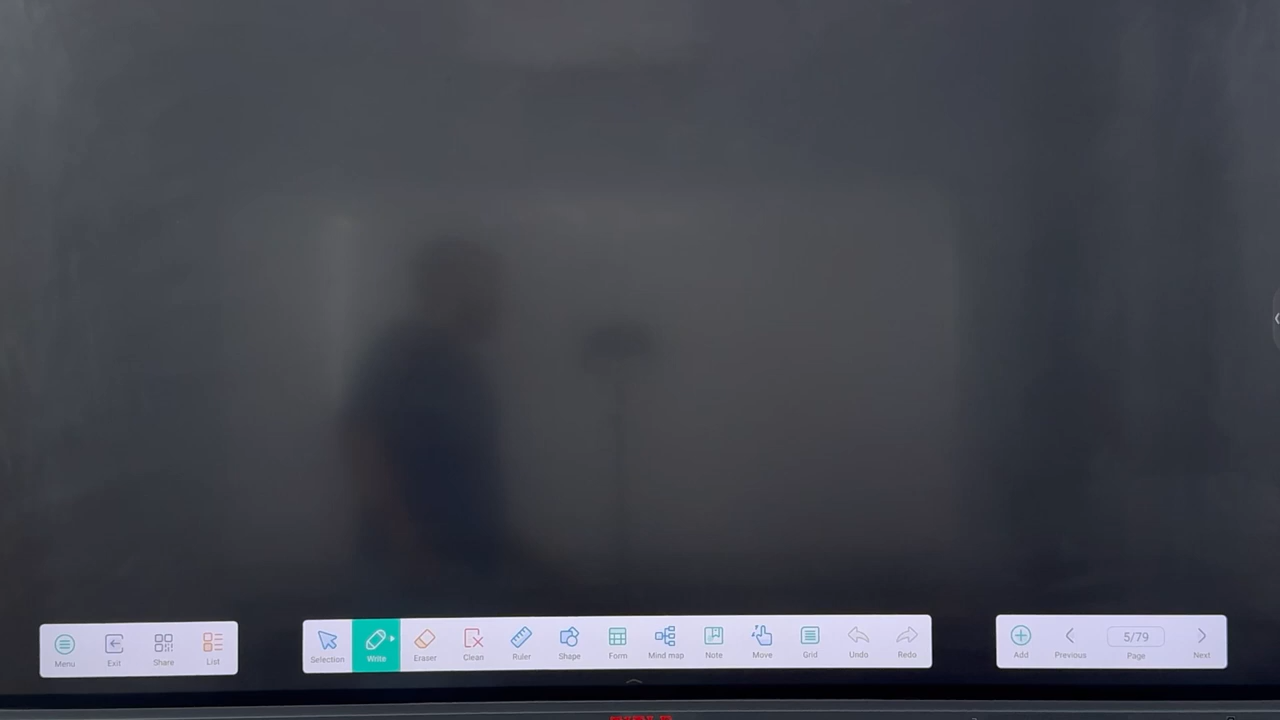 Menu Exit Share List
Selection Write Eraser Clean Ruler Shape Form Mind map Note Move Grid Undo Redo
Add Previous 5/79 Page Next